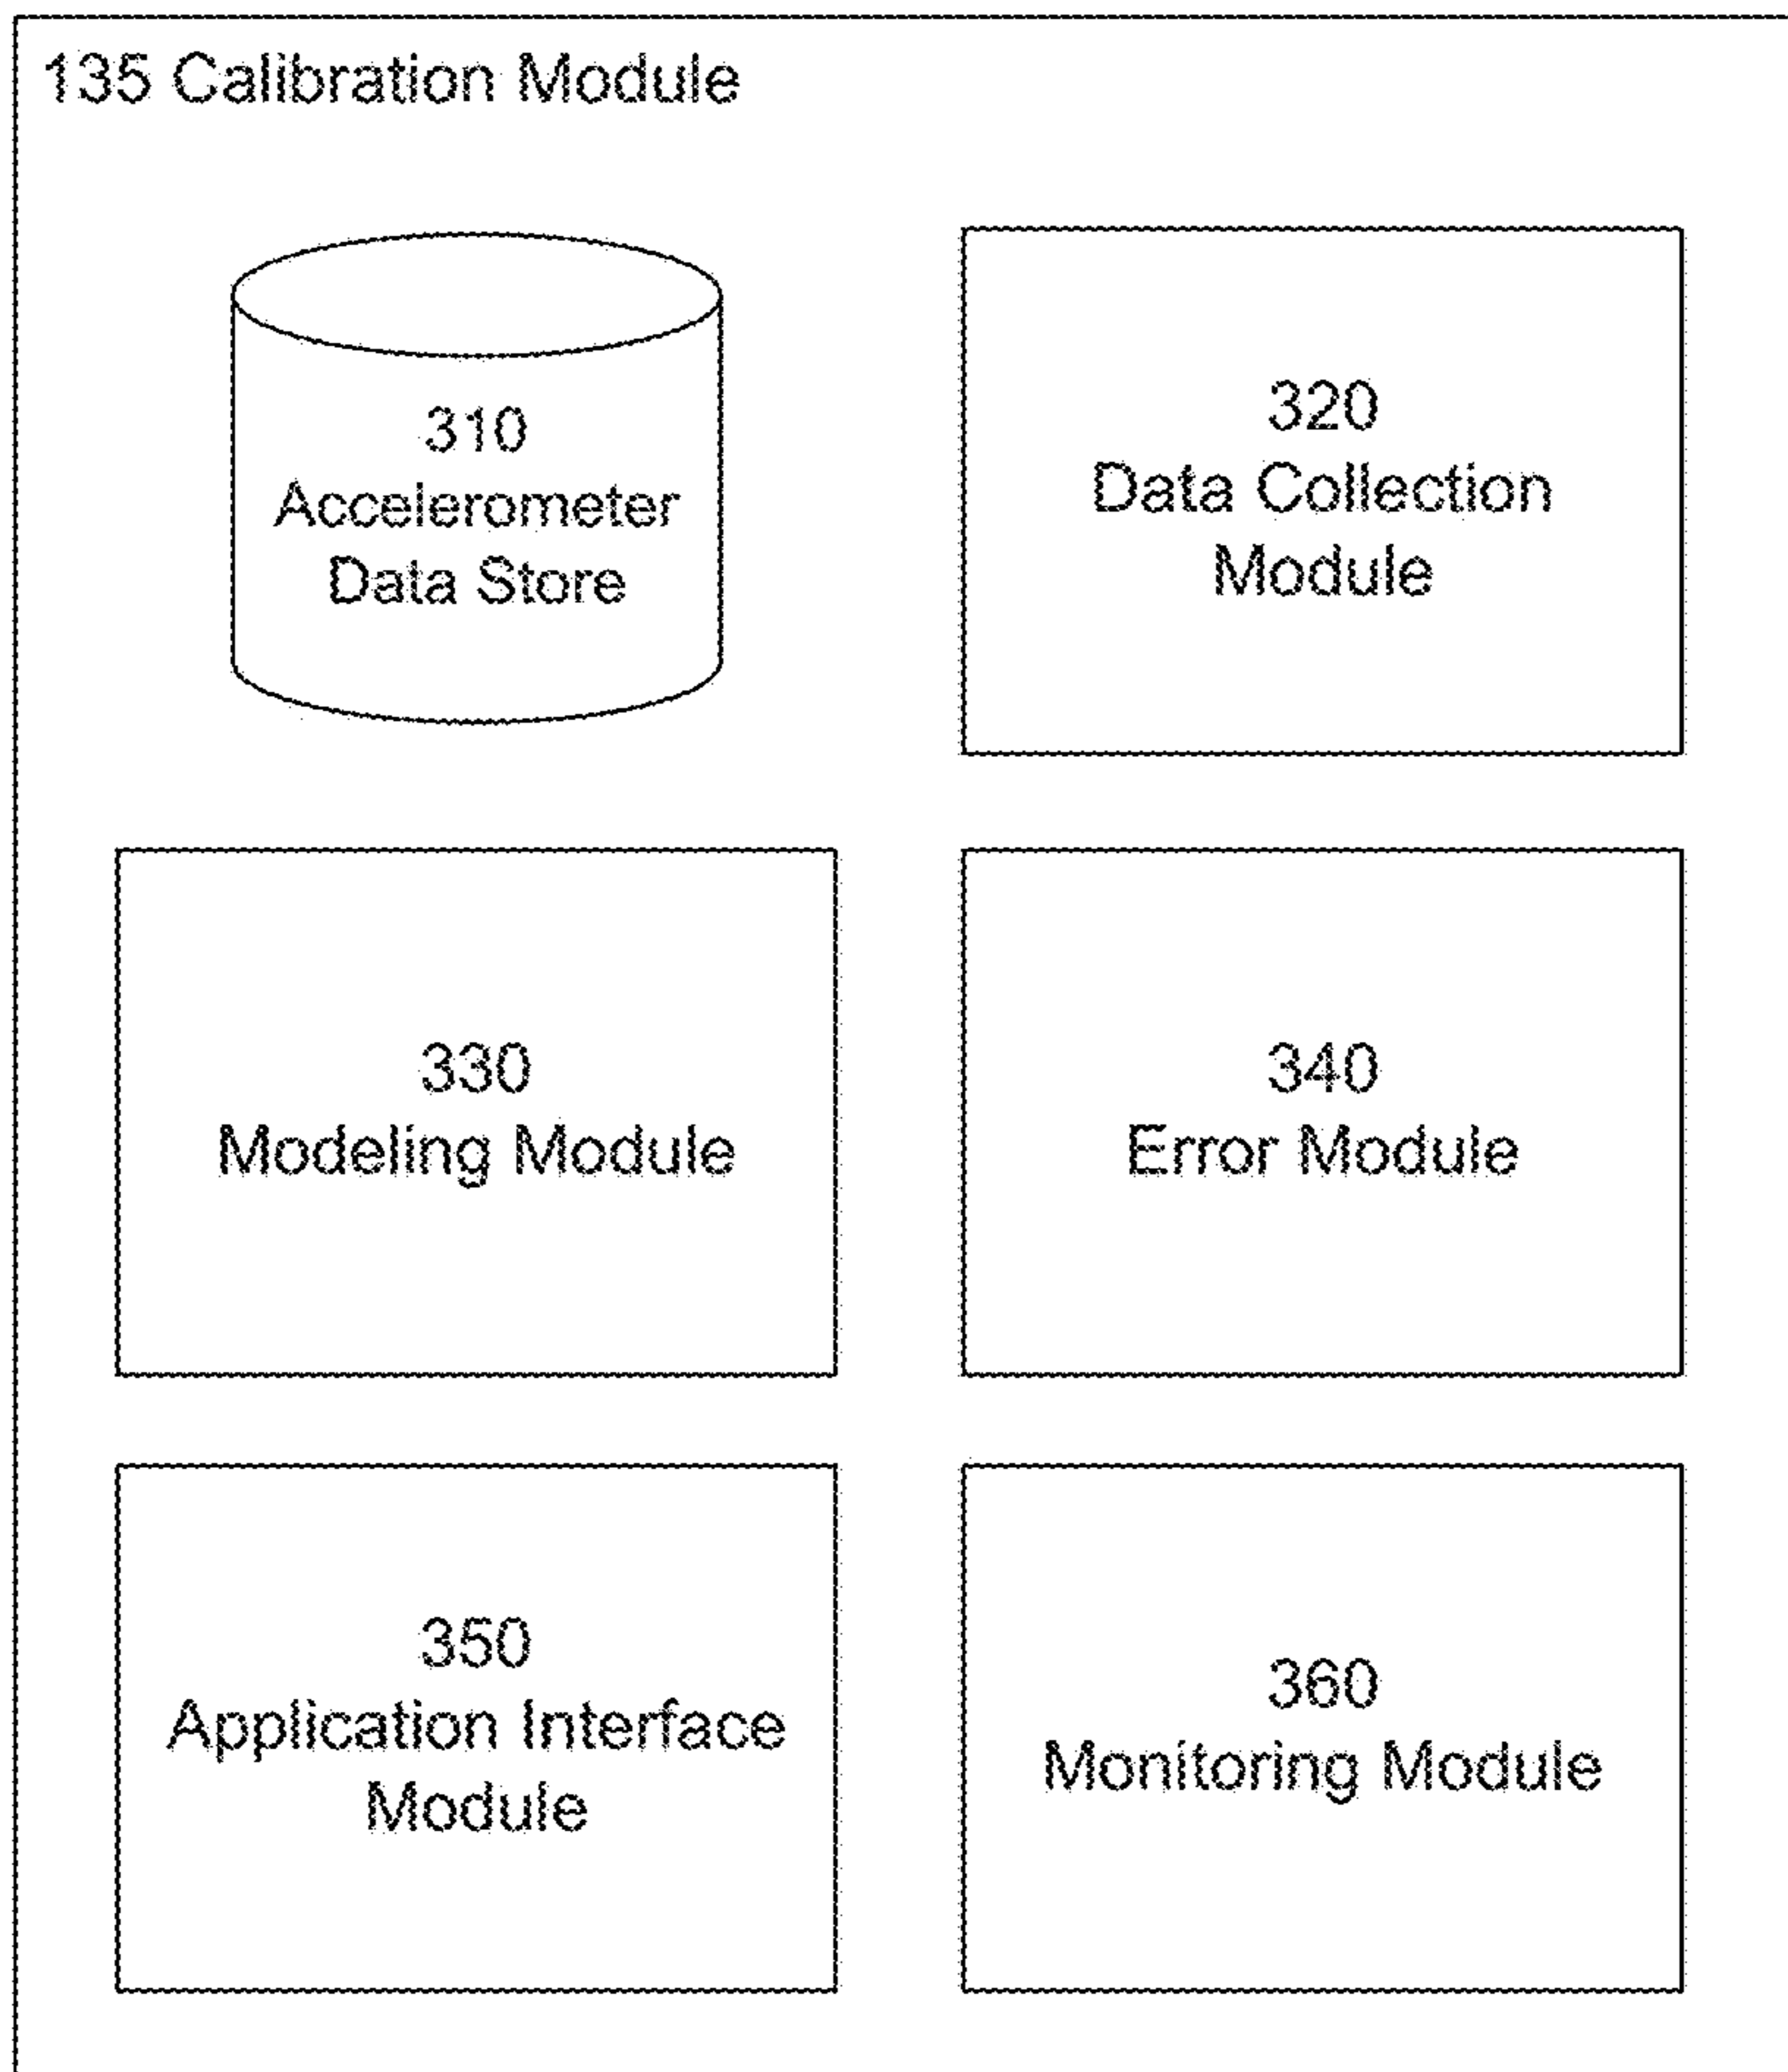 135 Calibration Module
310
Accelerometer
Data Store
320
Data Collection
Module
330
Modeling Module
340
Error Module
350
Application Interface
Module
360
Monitoring Module